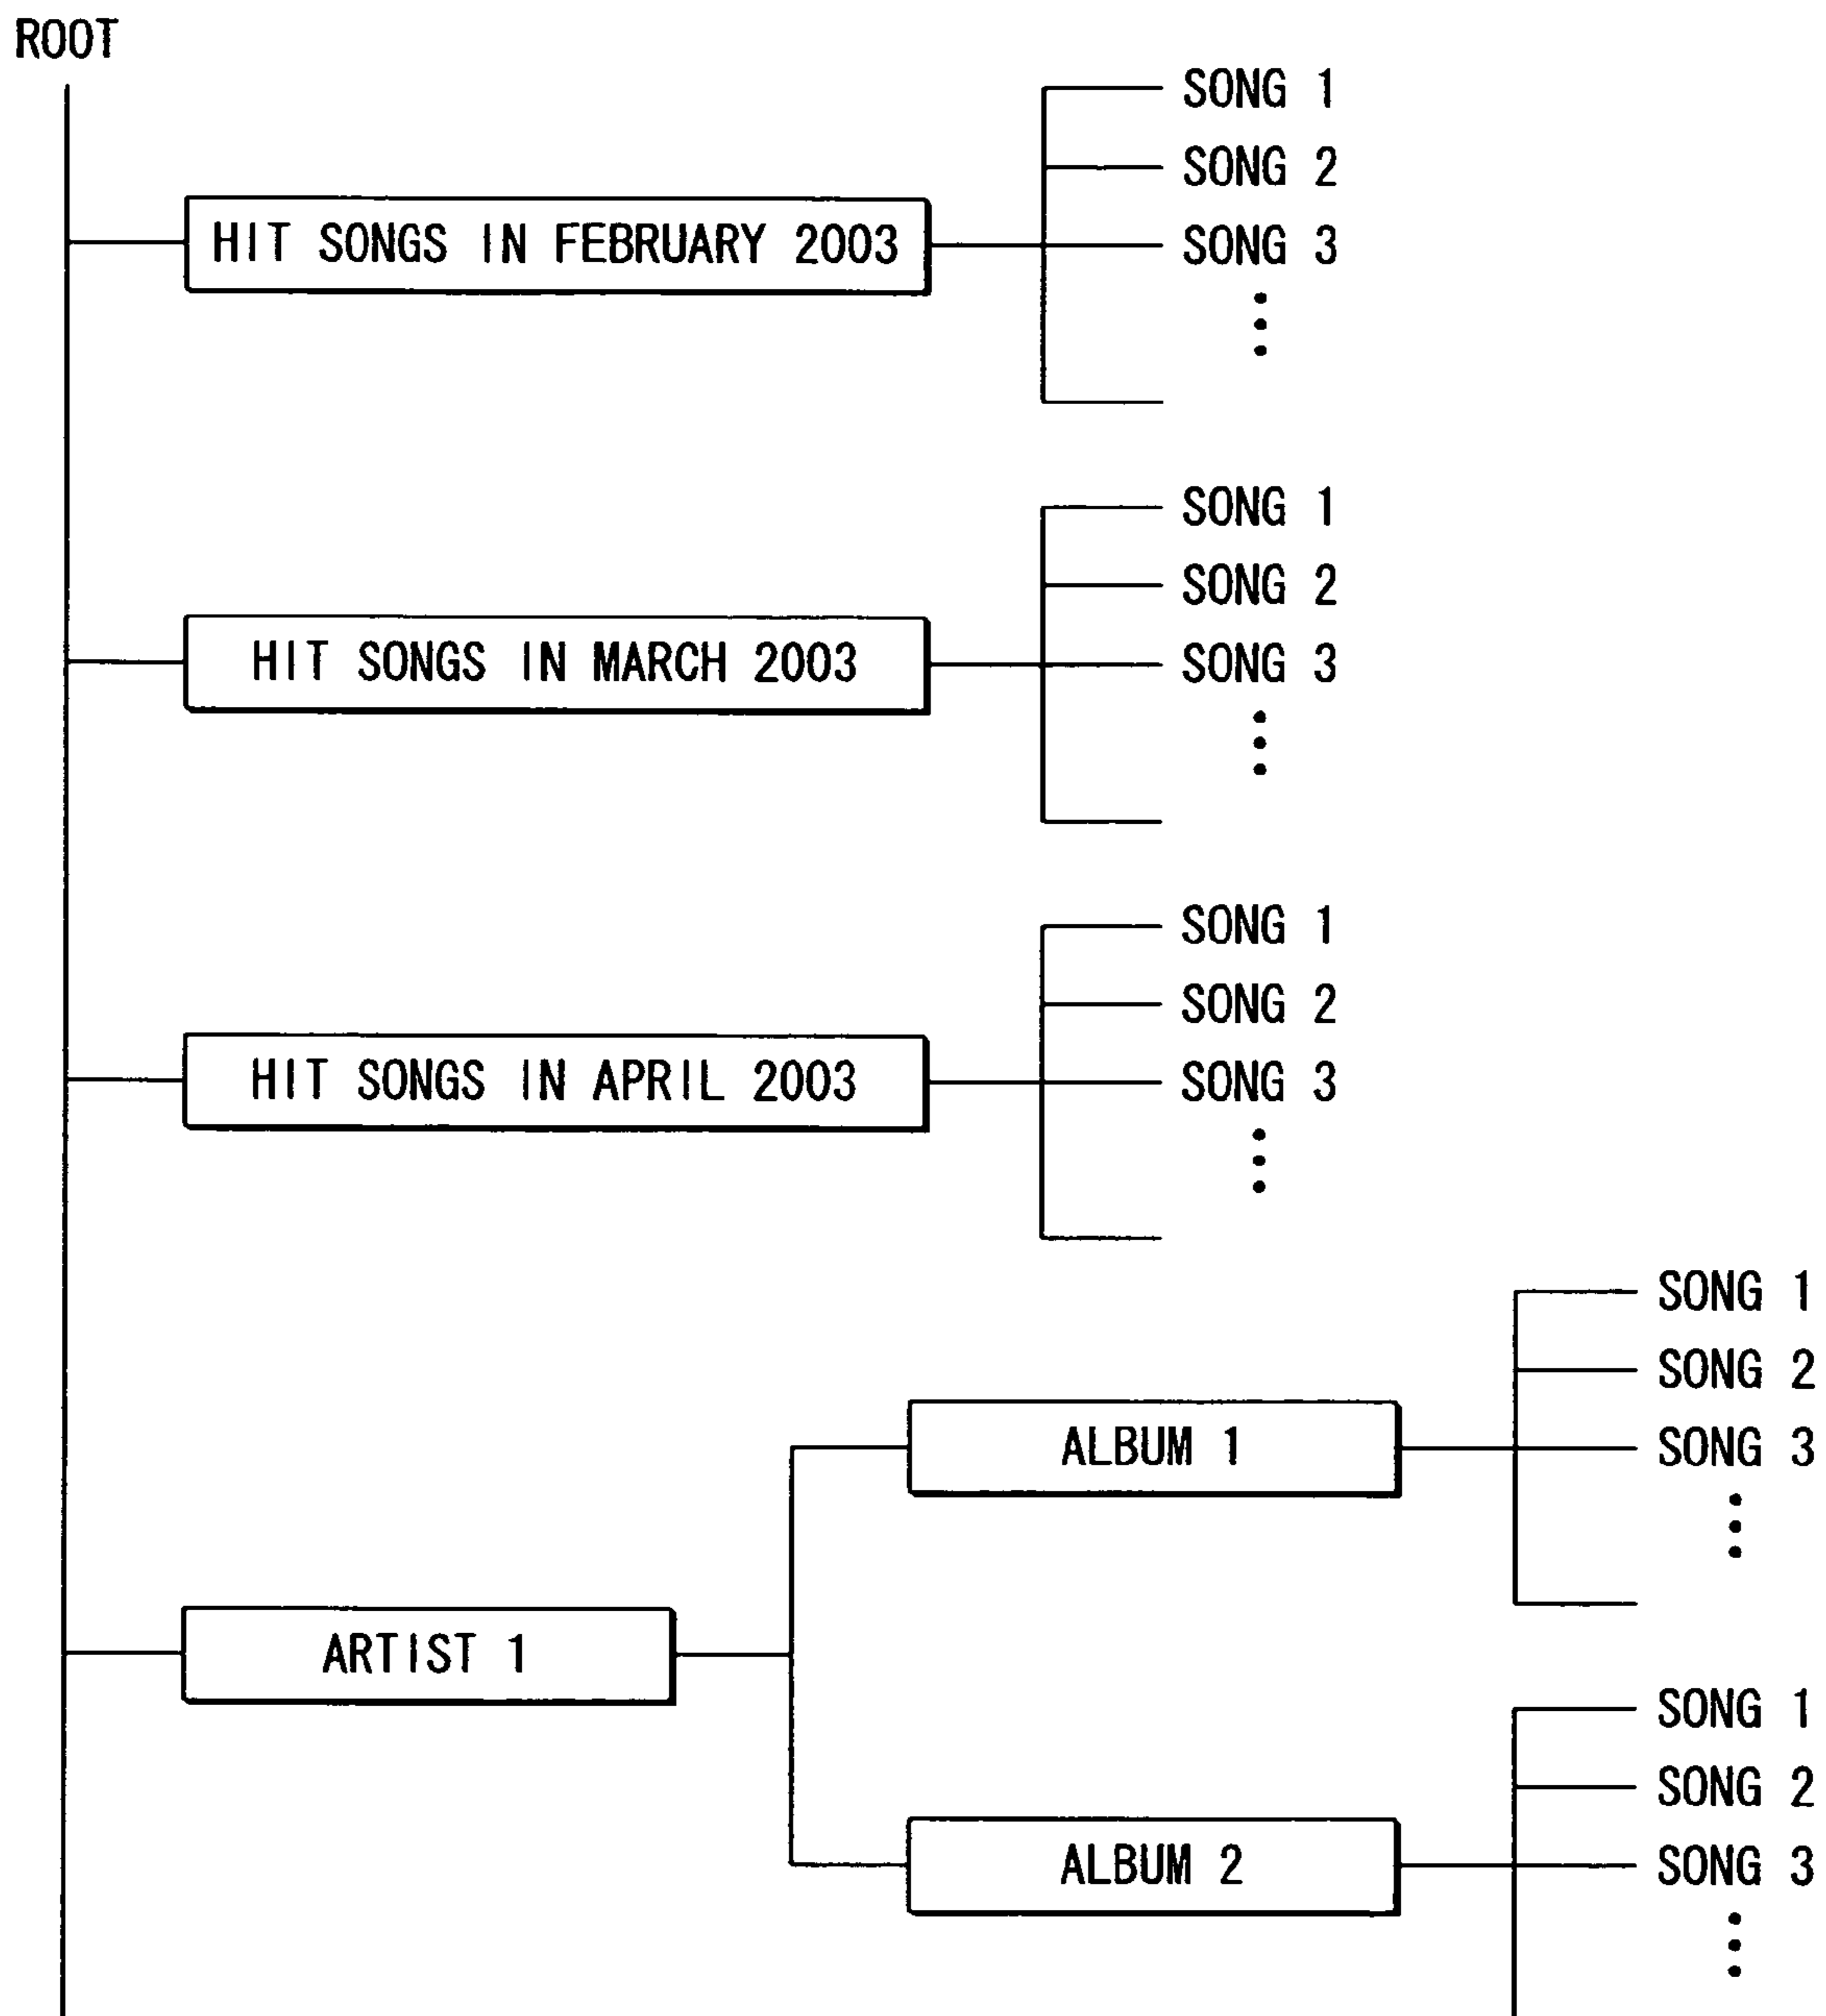 ROOT
HIT SONGS IN FEBRUARY 2003
SONG 1
SONG 2
SONG 3
HIT SONGS IN MARCH 2003
SONG 1
SONG 2
SONG 3
HIT SONGS IN APRIL 2003
SONG 1
SONG 2
SONG 3
ARTIST 1
ALBUM 1
SONG 1
SONG 2
SONG 3
ALBUM 2
SONG 1
SONG 2
SONG 3